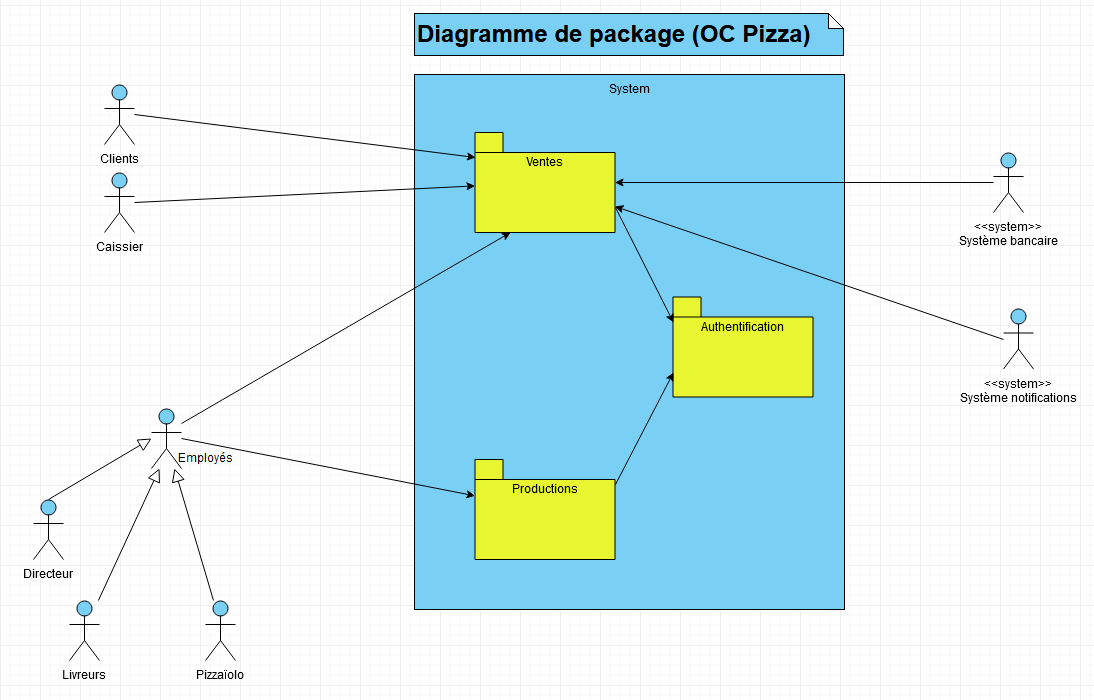 Diagramme de package (OC Pizza)
System
Clients
Ventes
Caissier
<<system>>
Système bancaire
Authentification
<<system>>
Système notifications
Employés
Productions
Directeur
Livreurs
Pizzaïolo